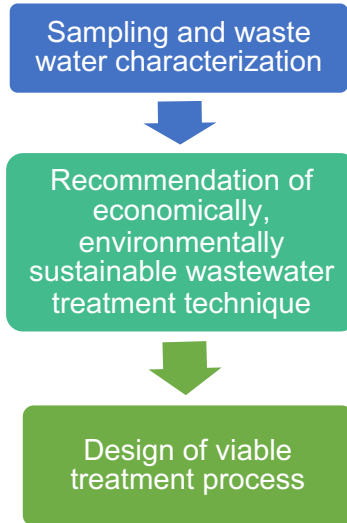 Sampling and waste
water characterization
Recommendation of
economically,
environmentally
sustainable wastewater
treatment technique
Design of viable
treatment process